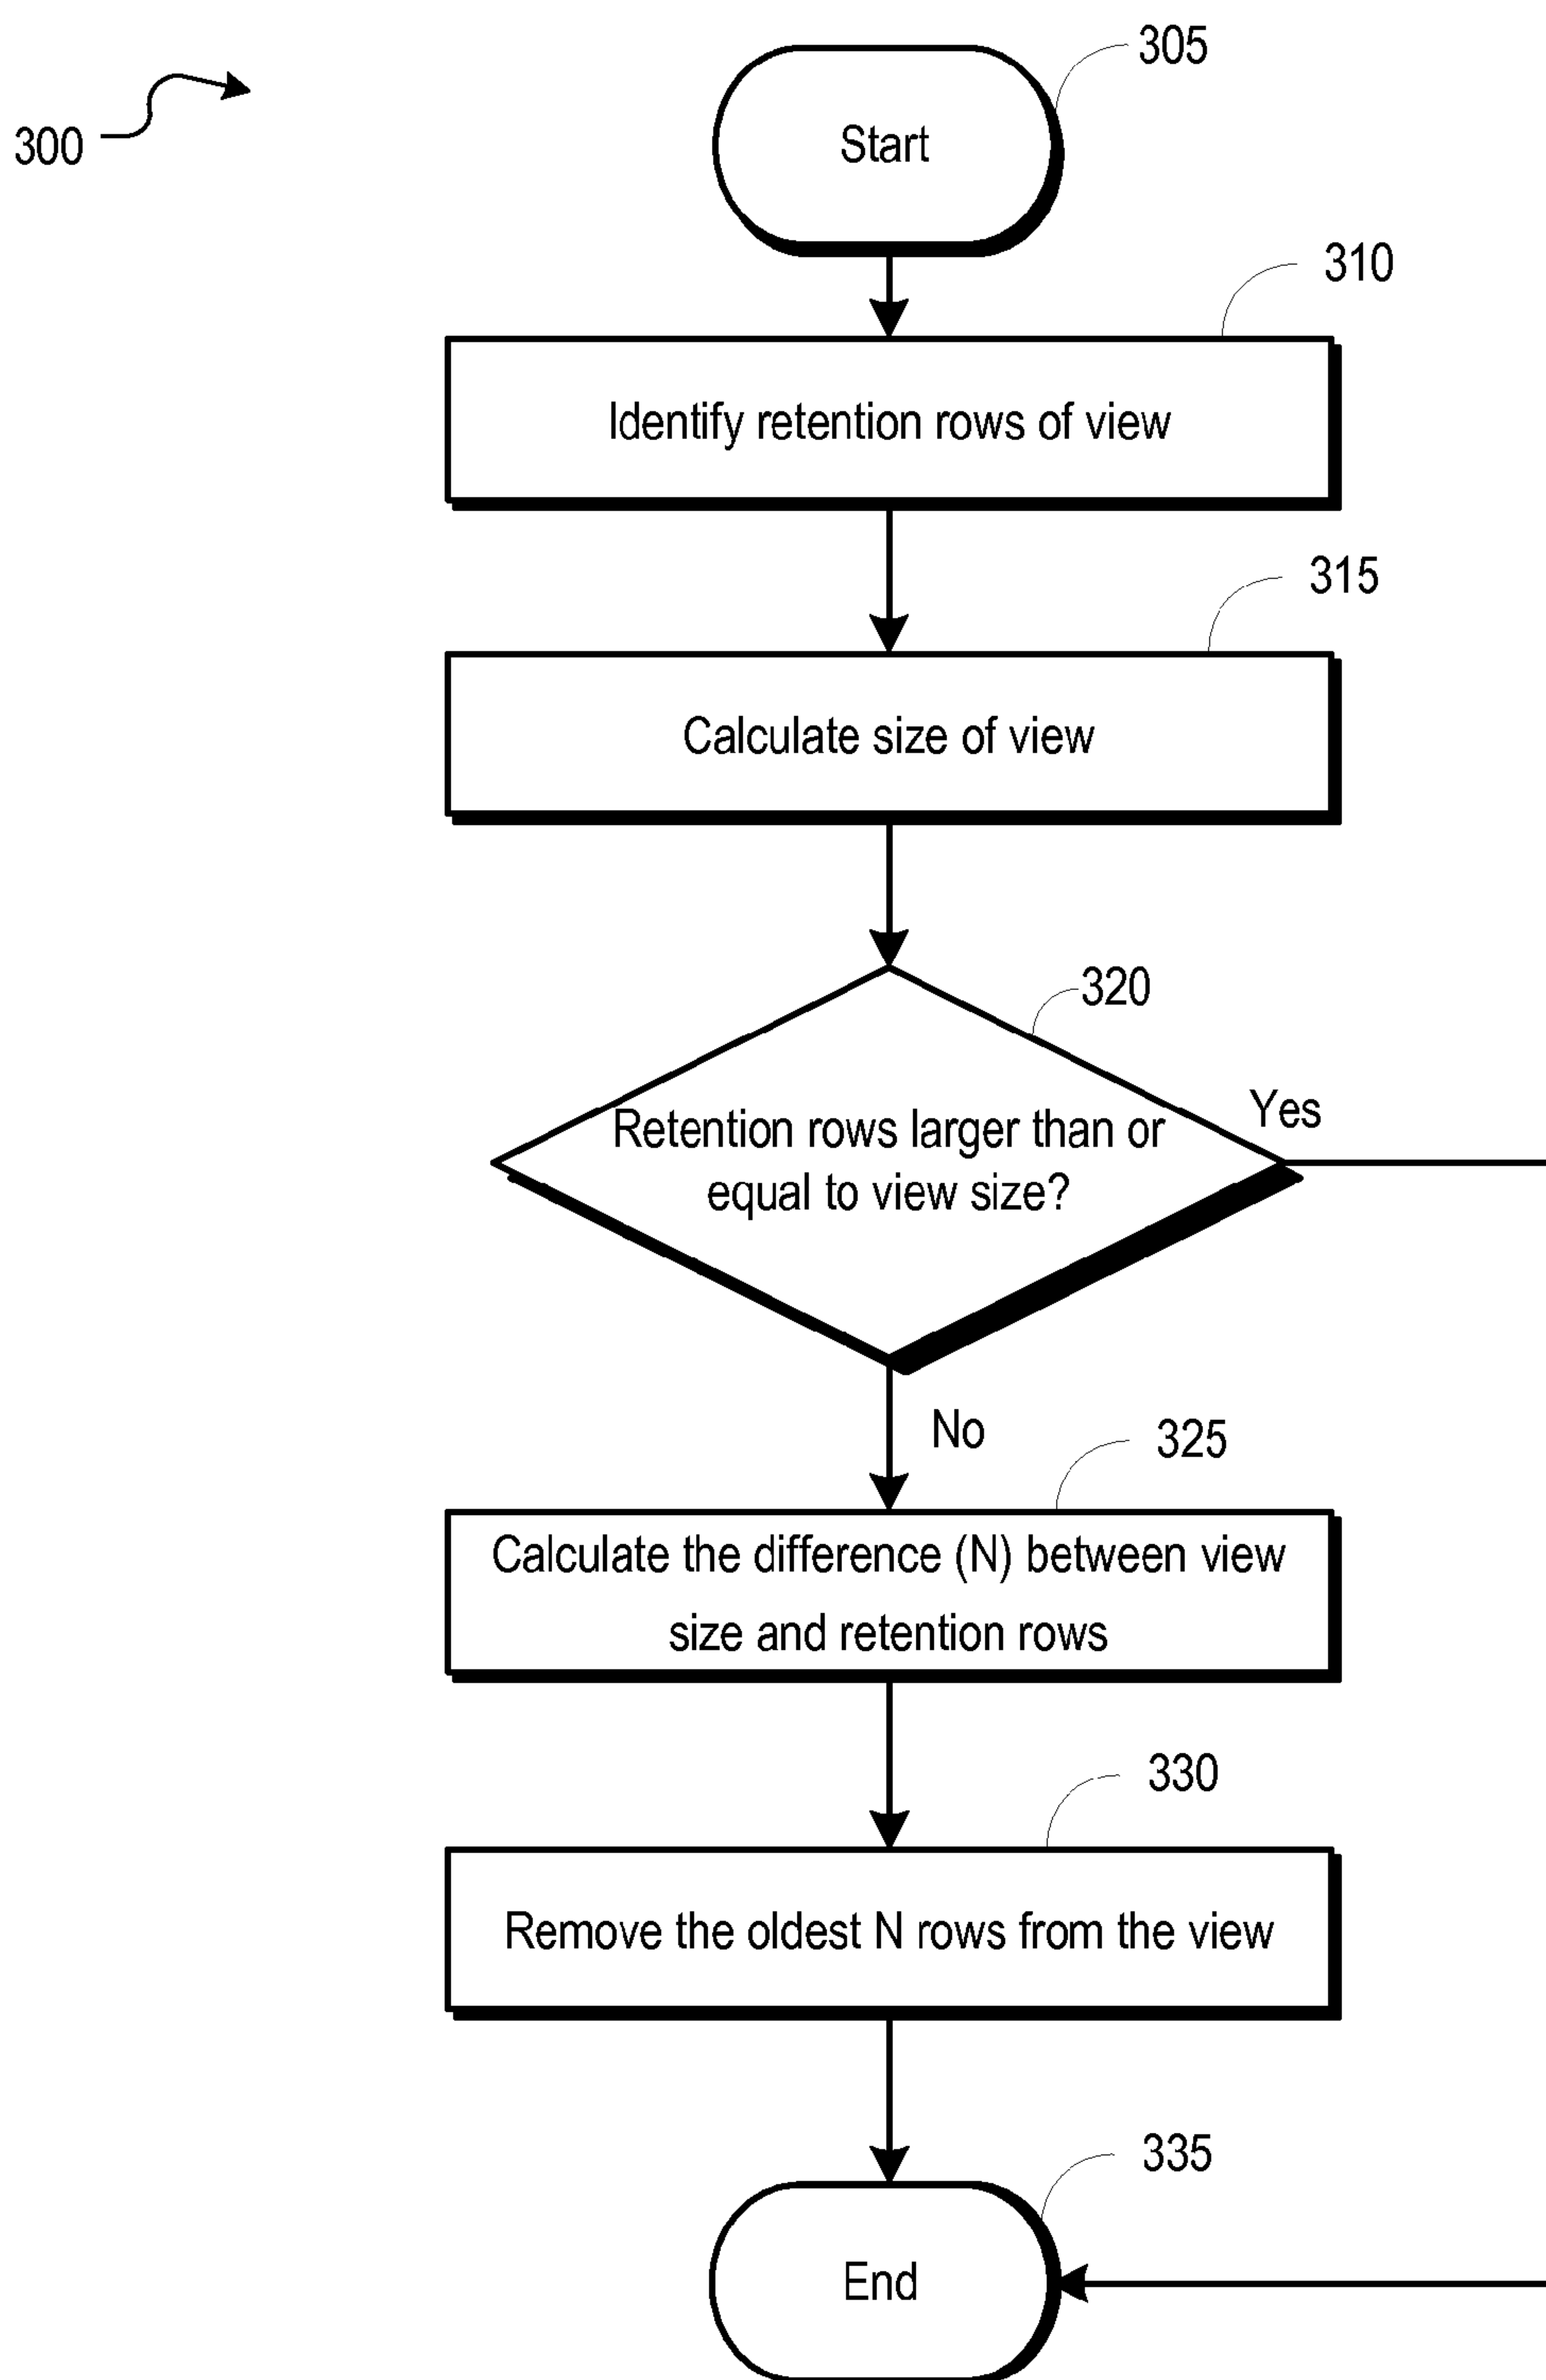 305
Start
300
310
Identify retention rows of view
315
Calculate size of view
320
Yes
Retention rows larger than or
equal to view size?
No
325
Calculate the difference (N) between view
size and retention rows
330
Remove the oldest N rows from the view
335
End